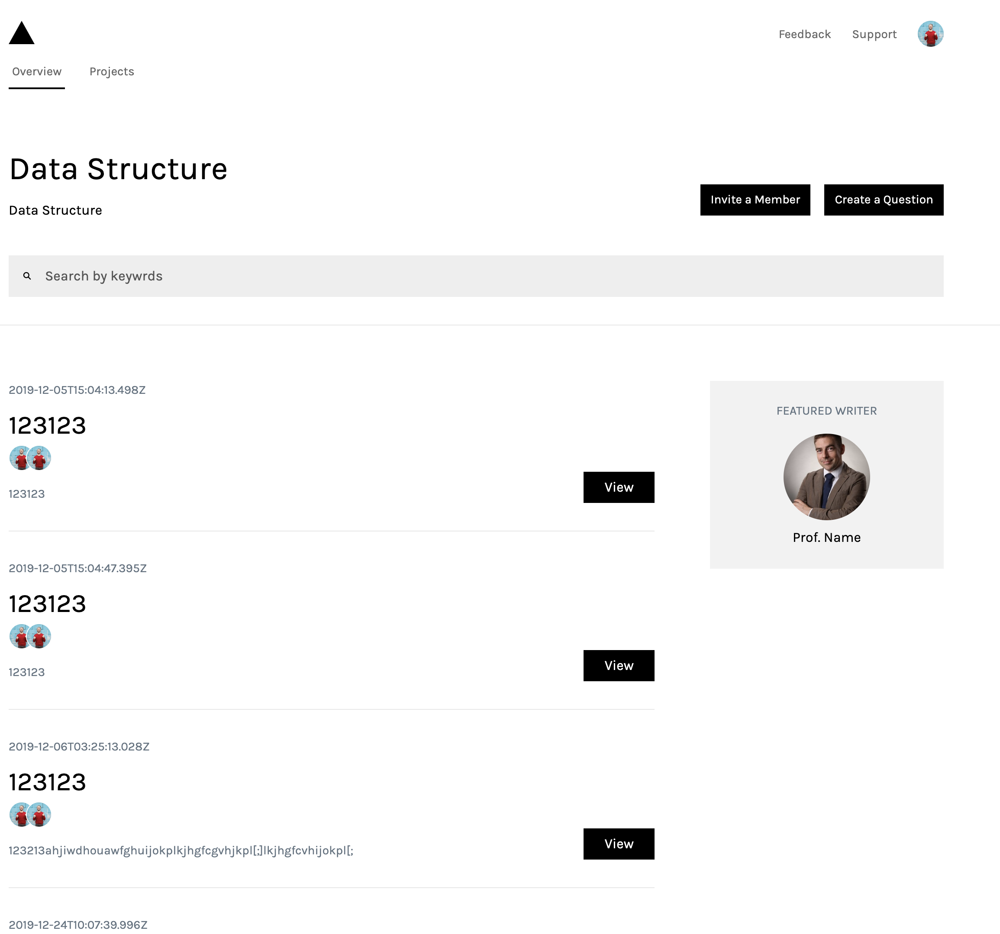 Feedback Support
Overview Projects
Data Structure
Data Structure
Invite a Member Create a Question
Search by keywrds
2019-12-05T15:04:13.498Z
123123
123123
View
FEATURED WRITER
Prof. Name
2019-12-05T15:04:47.395Z
123123
123123
View
2019-12-06T03:25:13.028Z
123123
123213ahjiwdhouawfghuijokplkjhgfcgvhjkpl[;]lkjhgfcvhijokpl[;
View
2019-12-24T10:07:39.996Z